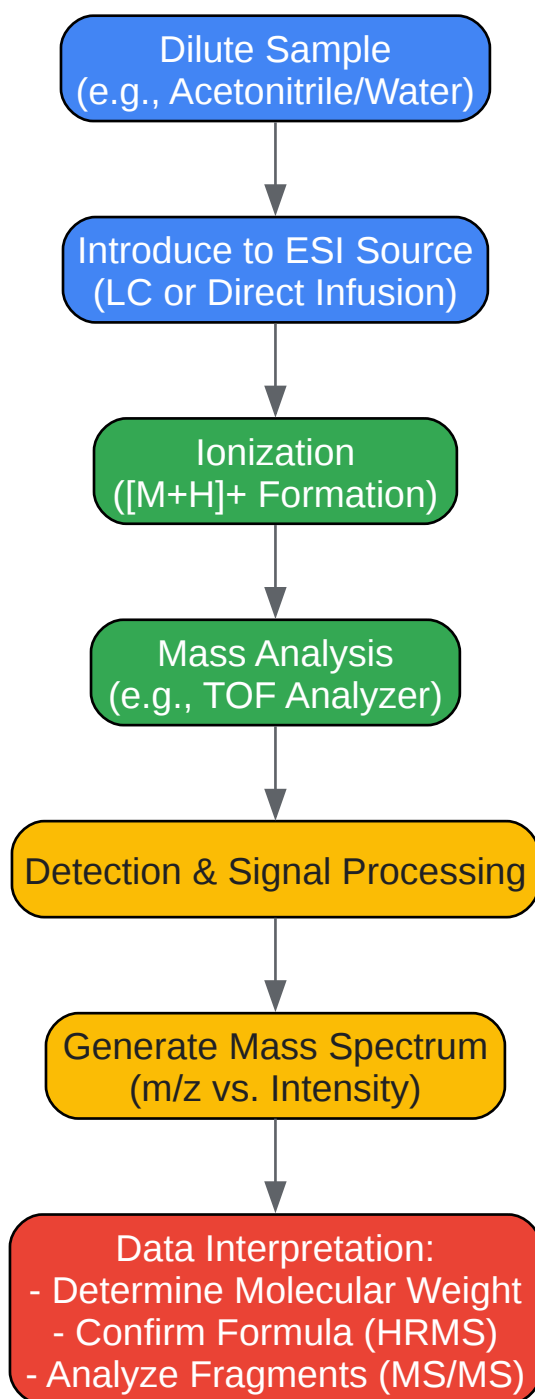 Dilute Sample
(e.g., Acetonitrile/Water)
Introduce to ESI Source
(LC or Direct Infusion)
Ionization
([M+H]+ Formation)
Mass Analysis
(e.g., TOF Analyzer)
Detection & Signal Processing
Generate Mass Spectrum
(m/z vs. Intensity)
Data Interpretation:
- Determine Molecular Weight
- Confirm Formula (HRMS)
- Analyze Fragments (MS/MS)